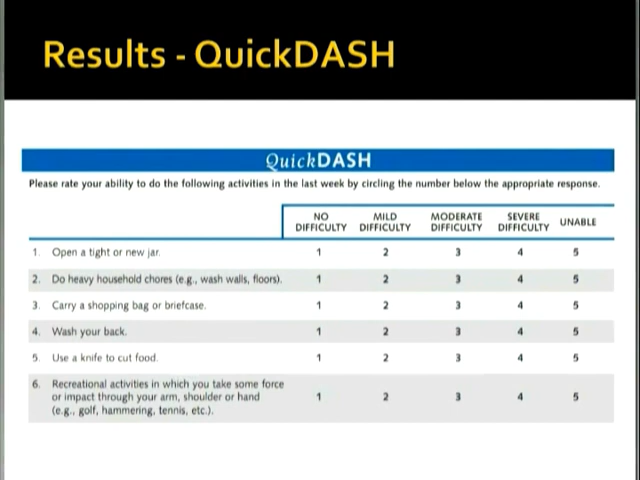 Results - QuickDASH
QuickDASH
Please rate your ability to do the following activities in the last week by circling the number below the appropriate response.
NO DIFFICULTY MILD DIFFICULTY MODERATE DIFFICULTY SEVERE DIFFICULTY UNABLE
1. Open a tight or new jar. 1 2 3 4 5
2. Do heavy household chores (e.g., wash walls, floors). 1 2 3 4 5
3. Carry a shopping bag or briefcase. 1 2 3 4 5
4. Wash your back. 1 2 3 4 5
5. Use a knife to cut food. 1 2 3 4 5
6. Recreational activities in which you take some force
or impact through your arm, shoulder or hand 1 2 3 4 5
(e.g., golf, hammering, tennis, etc.).